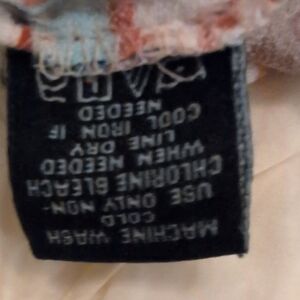 MACHINE WASH
COLD
USE ONLY NON-
CHLORINE BLEACH
WHEN NEEDED
LINE DRY
COOL IRON IF
NEEDED